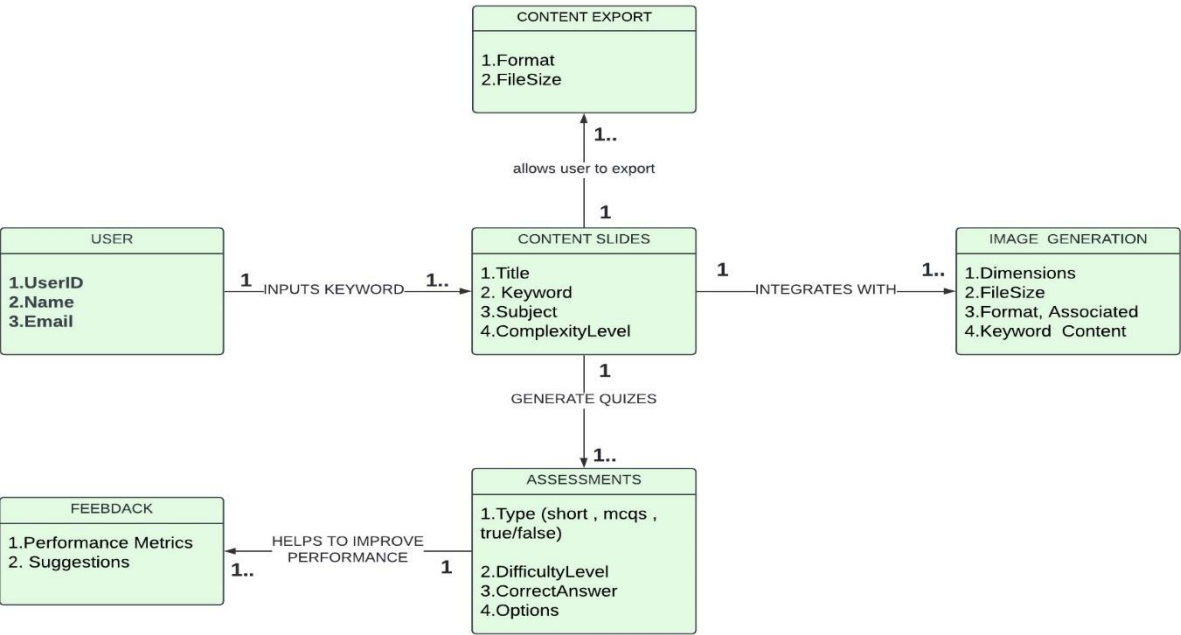 CONTENT EXPORT
1.Format
2.FileSize
1..
allows user to export
1
USER
1.UserID
2.Name
3.Email
1
INPUTS KEYWORD
1..
CONTENT SLIDES
1.Title
2. Keyword
3.Subject
4.ComplexityLevel
1
INTEGRATES WITH
1..
IMAGE GENERATION
1.Dimensions
2.FileSize
3.Format, Associated
4.Keyword Content
1
GENERATE QUIZES
1..
ASSESSMENTS
1.Type (short , mcqs ,
true/false)
2.DifficultyLevel
3.CorrectAnswer
4.Options
1
HELPS TO IMPROVE
PERFORMANCE
1..
FEEBDACK
1.Performance Metrics
2. Suggestions